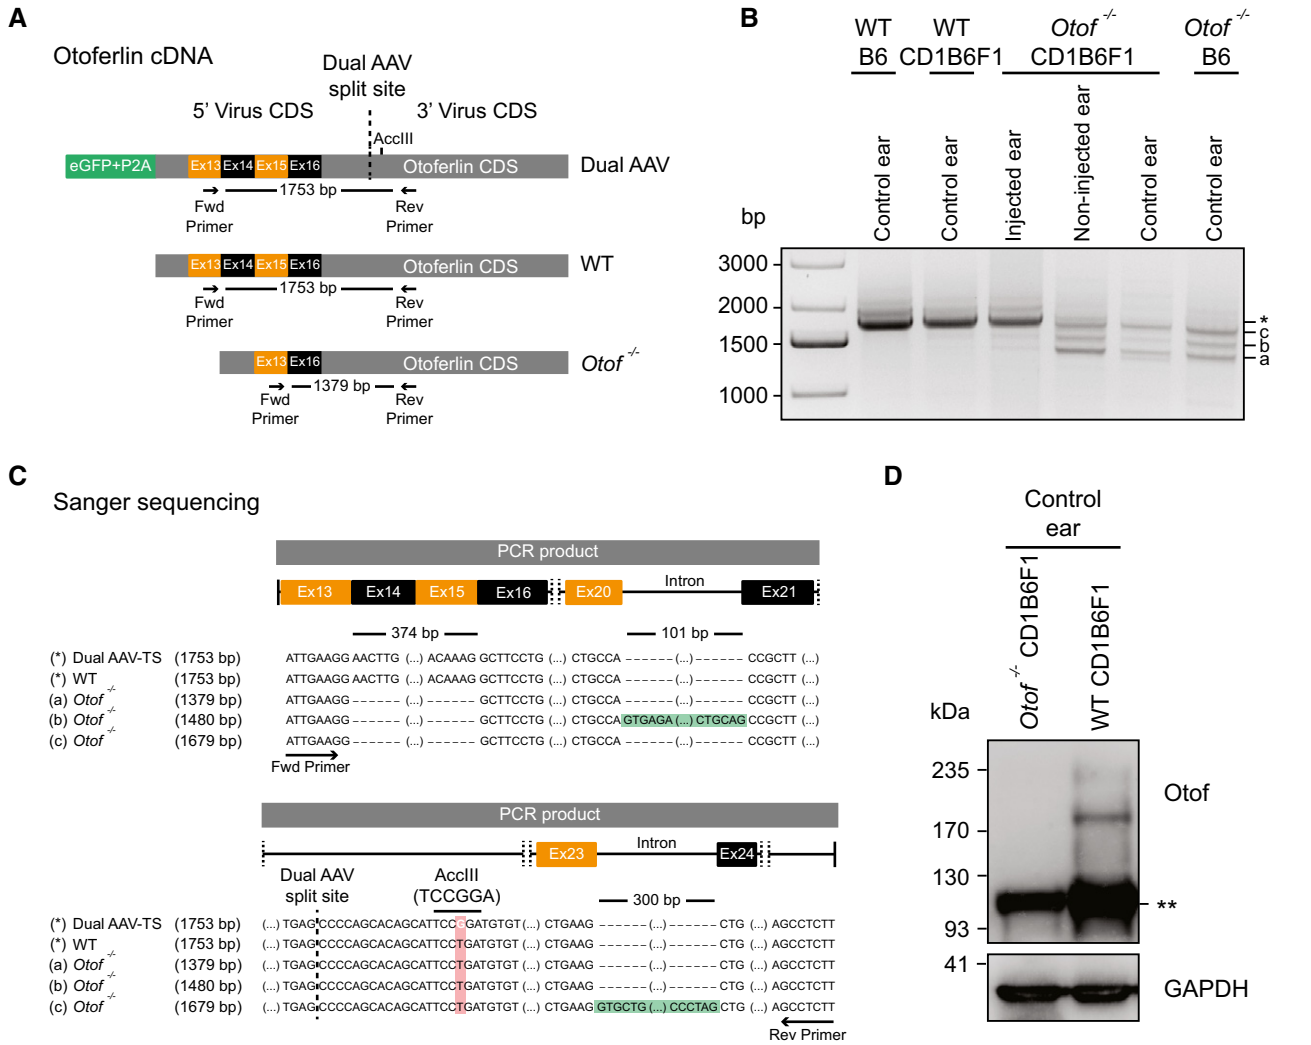 A
Otoferlin cDNA
Dual AAV
split site
5' Virus CDS
3' Virus CDS
AccIII
eGFP+P2A
Ex13
Ex14
Ex15
Ex16
Otoferlin CDS
Dual AAV
1753 bp
Fwd
Primer
Rev
Primer
Ex13
Ex14
Ex15
Ex16
Otoferlin CDS
WT
1753 bp
Fwd
Primer
Rev
Primer
Ex13
Ex16
Otoferlin CDS
Otof -/-
1379 bp
Fwd
Primer
Rev
Primer
B
WT
B6
WT
CD1B6F1
Otof -/-
CD1B6F1
Otof -/-
B6
Control ear
Control ear
Injected ear
Non-injected ear
Control ear
Control ear
bp
3000
2000
1500
1000
*
c
b
a
C
Sanger sequencing
PCR product
Ex13
Ex14
Ex15
Ex16
Ex20
Intron
Ex21
374 bp
101 bp
(*) Dual AAV-TS (1753 bp) ATTGAAGG AACTTG (...) ACAAAG GCTTCCTG (...) CTGCCA ------(...)------ CCGCTT (...)
(*) WT (1753 bp) ATTGAAGG AACTTG (...) ACAAAG GCTTCCTG (...) CTGCCA ------(...)------ CCGCTT (...)
(a) Otof -/- (1379 bp) ATTGAAGG ------(...)------ GCTTCCTG (...) CTGCCA ------(...)------ CCGCTT (...)
(b) Otof -/- (1480 bp) ATTGAAGG ------(...)------ GCTTCCTG (...) CTGCCA GTGAGA (...) CTGCAG CCGCTT (...)
(c) Otof -/- (1679 bp) ATTGAAGG ------(...)------ GCTTCCTG (...) CTGCCA ------(...)------ CCGCTT (...)
Fwd Primer
PCR product
Ex23
Intron
Ex24
Dual AAV
split site
AccIII
(TCCGGA)
300 bp
(*) Dual AAV-TS (1753 bp) (...) TGAG CCCCAGCACAGCATTCCGGATGTGT (...) CTGAAG ------(...)------ CTG (...) AGCCTCTT
(*) WT (1753 bp) (...) TGAG CCCCAGCACAGCATTCCTGATGTGT (...) CTGAAG ------(...)------ CTG (...) AGCCTCTT
(a) Otof -/- (1379 bp) (...) TGAG CCCCAGCACAGCATTCCTGATGTGT (...) CTGAAG ------(...)------ CTG (...) AGCCTCTT
(b) Otof -/- (1480 bp) (...) TGAG CCCCAGCACAGCATTCCTGATGTGT (...) CTGAAG ------(...)------ CTG (...) AGCCTCTT
(c) Otof -/- (1679 bp) (...) TGAG CCCCAGCACAGCATTCCTGATGTGT (...) CTGAAG GTGCTG (...) CCCTAG CTG (...) AGCCTCTT
Rev Primer
D
Control
ear
Otof -/- CD1B6F1
WT CD1B6F1
kDa
235
170
130
93
41
Otof
**
GAPDH